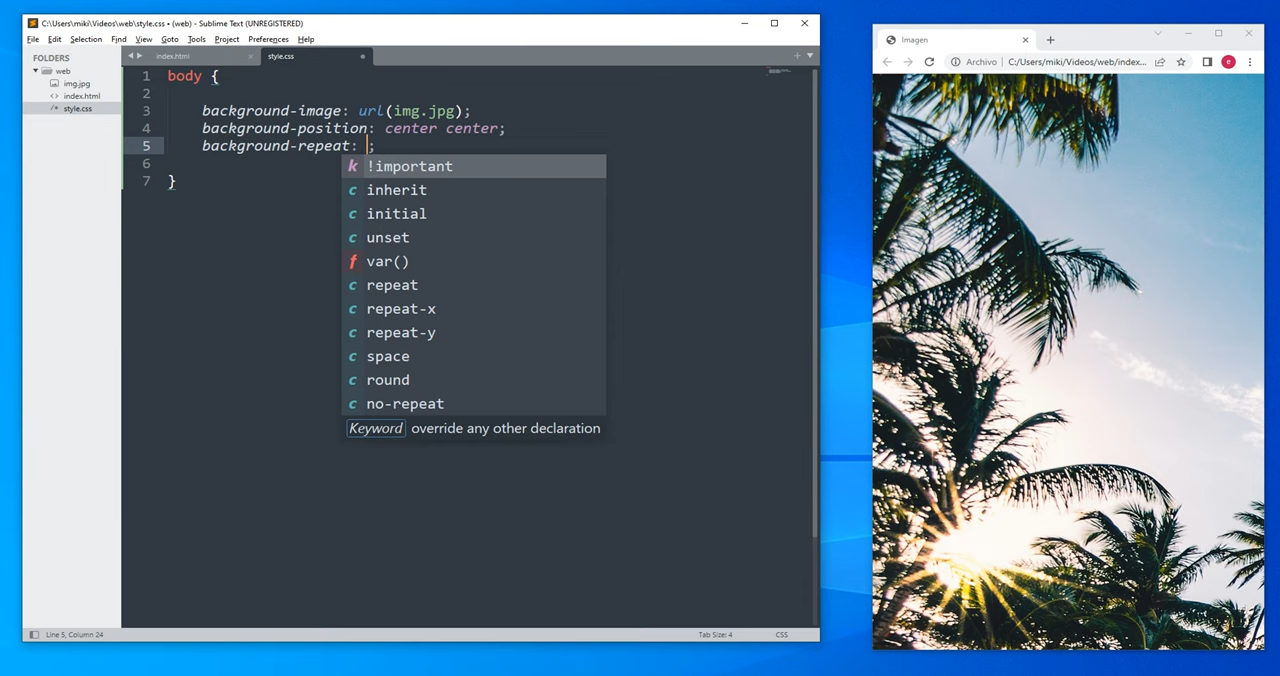 C:\Users\miki\Videos\web\style.css • (web) - Sublime Text (UNREGISTERED)
File Edit Selection Find View Goto Tools Project Preferences Help
FOLDERS
web
img.jpg
index.html
/* style.css
index.html
style.css
1 body {
2
3 background-image: url(img.jpg);
4 background-position: center center;
5 background-repeat: ;
6
7 }
k !important
c inherit
c initial
c unset
f var()
c repeat
c repeat-x
c repeat-y
c space
c round
c no-repeat
Keyword override any other declaration
Line 5, Column 24
Tab Size: 4
CSS
Imagen
Archivo | C:/Users/miki/Videos/web/index...
e